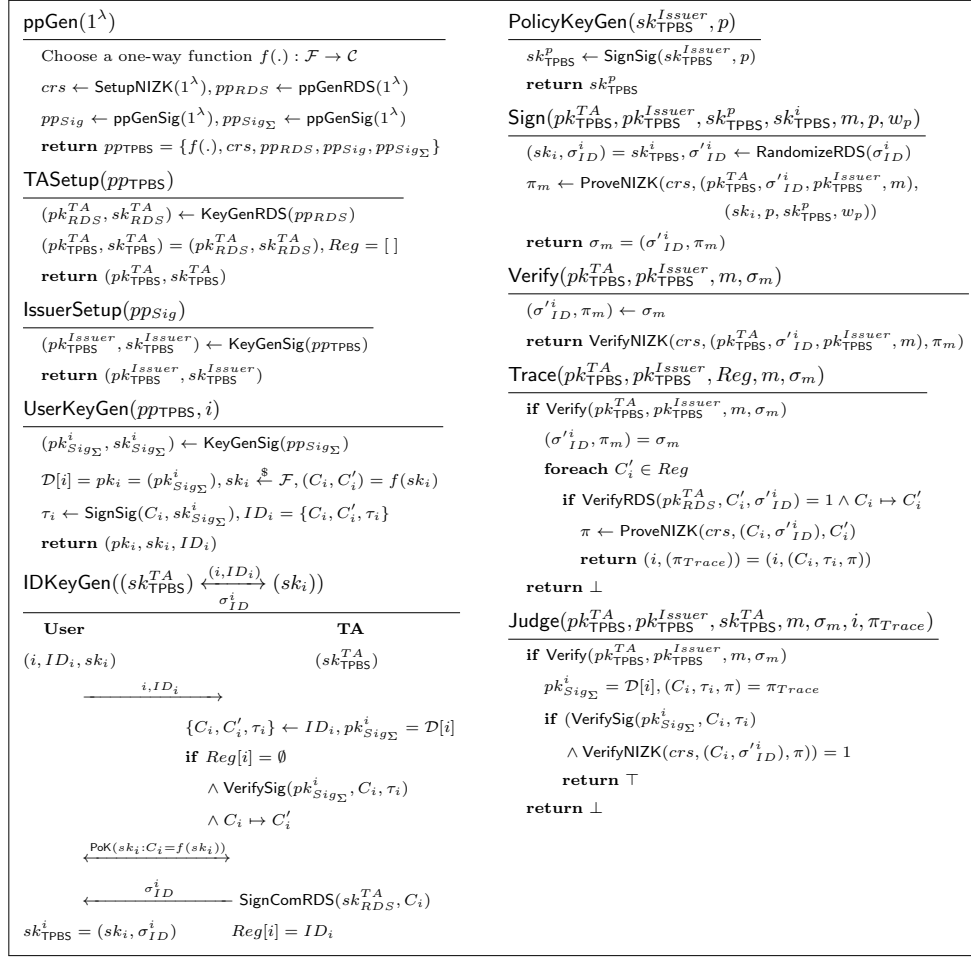 ppGen(1^λ)
Choose a one-way function f(.) : F → C
crs ← SetupNIZK(1^λ), pp_RDS ← ppGenRDS(1^λ)
pp_Sig ← ppGenSig(1^λ), pp_Sig_Σ ← ppGenSig(1^λ)
return pp_TPBS = {f(.), crs, pp_RDS, pp_Sig, pp_Sig_Σ}
TASetup(pp_TPBS)
(pk^TA_RDS, sk^TA_RDS) ← KeyGenRDS(pp_RDS)
(pk^TA_TPBS, sk^TA_TPBS) = (pk^TA_RDS, sk^TA_RDS), Reg = [ ]
return (pk^TA_TPBS, sk^TA_TPBS)
IssuerSetup(pp_Sig)
(pk^Issuer_TPBS, sk^Issuer_TPBS) ← KeyGenSig(pp_TPBS)
return (pk^Issuer_TPBS, sk^Issuer_TPBS)
UserKeyGen(pp_TPBS, i)
(pk^i_Sig_Σ, sk^i_Sig_Σ) ← KeyGenSig(pp_Sig_Σ)
D[i] = pk_i = (pk^i_Sig_Σ), sk_i ←$ F, (C_i, C'_i) = f(sk_i)
τ_i ← SignSig(C_i, sk^i_Sig_Σ), ID_i = {C_i, C'_i, τ_i}
return (pk_i, sk_i, ID_i)
IDKeyGen((sk^TA_TPBS) ⟷^(i,ID_i)_σ^i_ID (sk_i))
User TA
(i, ID_i, sk_i) (sk^TA_TPBS)
i,ID_i →
{C_i, C'_i, τ_i} ← ID_i, pk^i_Sig_Σ = D[i]
if Reg[i] = ∅
∧ VerifySig(pk^i_Sig_Σ, C_i, τ_i)
∧ C_i ↦ C'_i
PoK(sk_i:C_i=f(sk_i)) ⟷
σ^i_ID ← SignComRDS(sk^TA_RDS, C_i)
sk^i_TPBS = (sk_i, σ^i_ID) Reg[i] = ID_i
PolicyKeyGen(sk^Issuer_TPBS, p)
sk^p_TPBS ← SignSig(sk^Issuer_TPBS, p)
return sk^p_TPBS
Sign(pk^TA_TPBS, pk^Issuer_TPBS, sk^p_TPBS, sk^i_TPBS, m, p, w_p)
(sk_i, σ^i_ID) = sk^i_TPBS, σ'^i_ID ← RandomizeRDS(σ^i_ID)
π_m ← ProveNIZK(crs, (pk^TA_TPBS, σ'^i_ID, pk^Issuer_TPBS, m),
(sk_i, p, sk^p_TPBS, w_p))
return σ_m = (σ'^i_ID, π_m)
Verify(pk^TA_TPBS, pk^Issuer_TPBS, m, σ_m)
(σ'^i_ID, π_m) ← σ_m
return VerifyNIZK(crs, (pk^TA_TPBS, σ'^i_ID, pk^Issuer_TPBS, m), π_m)
Trace(pk^TA_TPBS, pk^Issuer_TPBS, Reg, m, σ_m)
if Verify(pk^TA_TPBS, pk^Issuer_TPBS, m, σ_m)
(σ'^i_ID, π_m) = σ_m
foreach C'_i ∈ Reg
if VerifyRDS(pk^TA_RDS, C'_i, σ'^i_ID) = 1 ∧ C_i ↦ C'_i
π ← ProveNIZK(crs, (C_i, σ'^i_ID), C'_i)
return (i, (π_Trace)) = (i, (C_i, τ_i, π))
return ⊥
Judge(pk^TA_TPBS, pk^Issuer_TPBS, sk^TA_TPBS, m, σ_m, i, π_Trace)
if Verify(pk^TA_TPBS, pk^Issuer_TPBS, m, σ_m)
pk^i_Sig_Σ = D[i], (C_i, τ_i, π) = π_Trace
if (VerifySig(pk^i_Sig_Σ, C_i, τ_i)
∧ VerifyNIZK(crs, (C_i, σ'^i_ID), π)) = 1
return ⊤
return ⊥